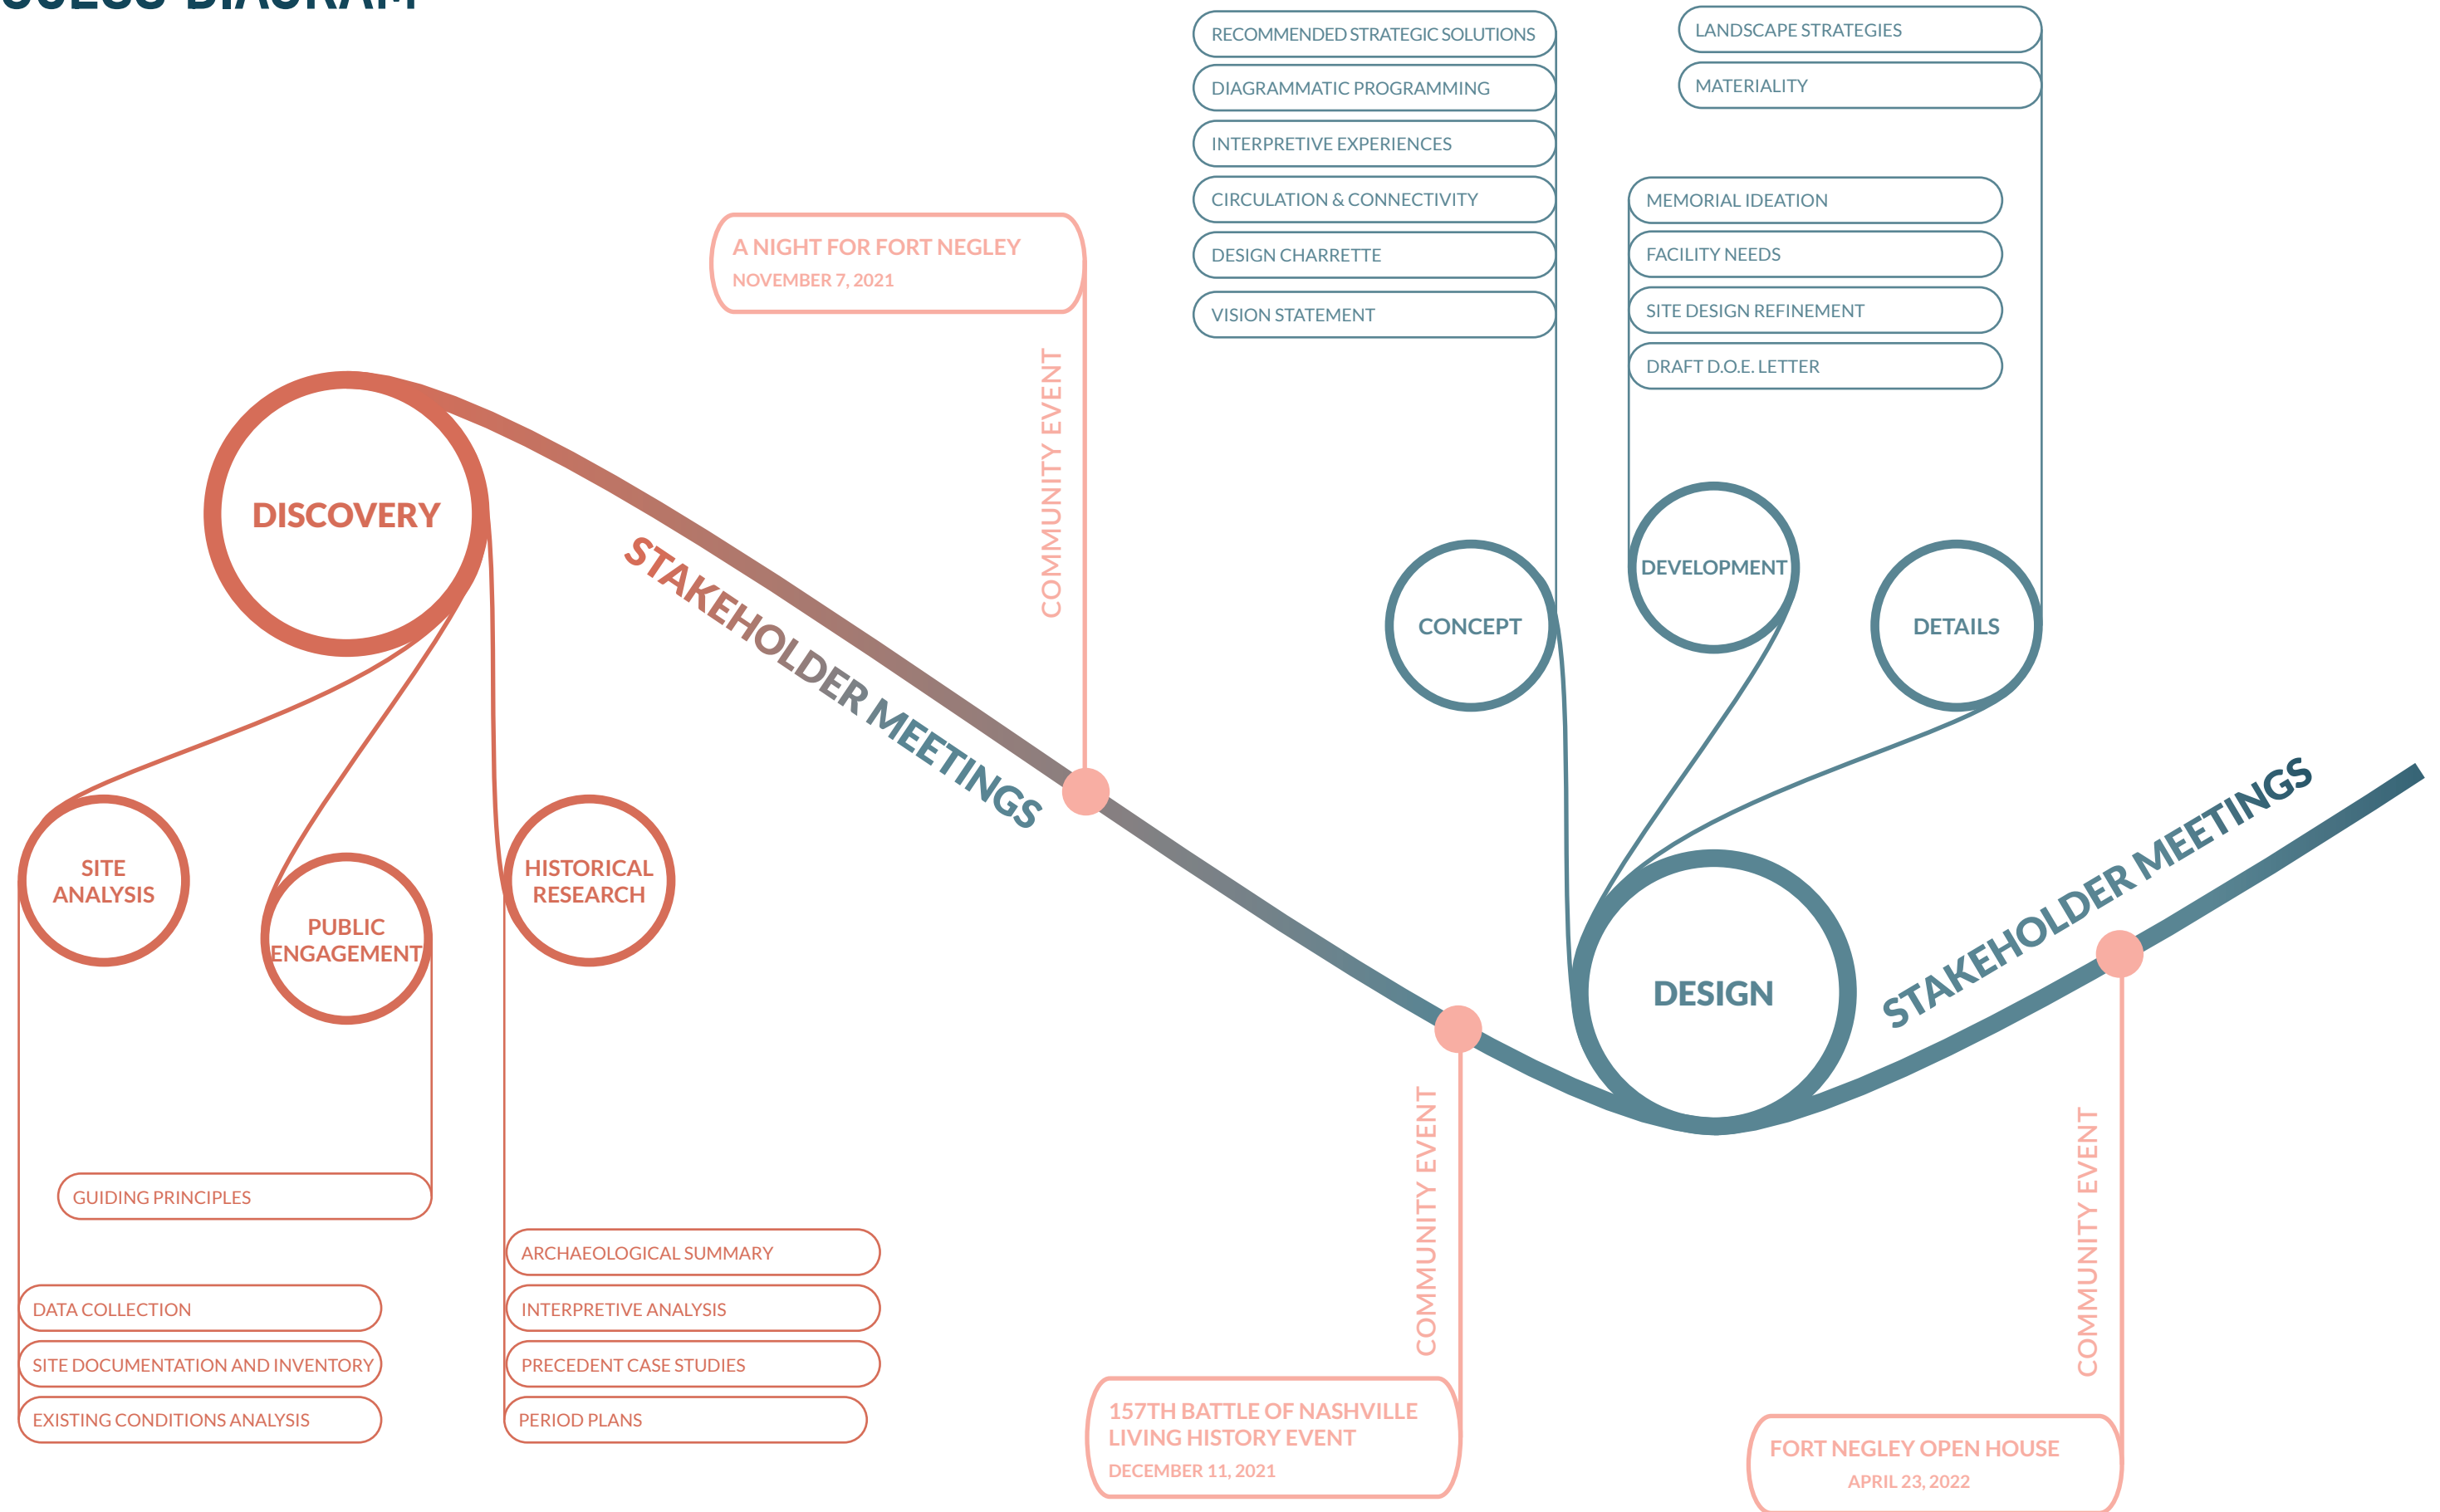 DIAGRAM
RECOMMENDED STRATEGIC SOLUTIONS
DIAGRAMMATIC PROGRAMMING
INTERPRETIVE EXPERIENCES
CIRCULATION & CONNECTIVITY
DESIGN CHARRETTE
VISION STATEMENT
LANDSCAPE STRATEGIES
MATERIALITY
MEMORIAL IDEATION
FACILITY NEEDS
SITE DESIGN REFINEMENT
DRAFT D.O.E. LETTER
A NIGHT FOR FORT NEGLEY
NOVEMBER 7, 2021
COMMUNITY EVENT
DISCOVERY
STAKEHOLDER MEETINGS
CONCEPT
DEVELOPMENT
DETAILS
SITE
ANALYSIS
PUBLIC
ENGAGEMENT
HISTORICAL
RESEARCH
DESIGN
STAKEHOLDER MEETINGS
GUIDING PRINCIPLES
DATA COLLECTION
SITE DOCUMENTATION AND INVENTORY
EXISTING CONDITIONS ANALYSIS
ARCHAEOLOGICAL SUMMARY
INTERPRETIVE ANALYSIS
PRECEDENT CASE STUDIES
PERIOD PLANS
COMMUNITY EVENT
157TH BATTLE OF NASHVILLE
LIVING HISTORY EVENT
DECEMBER 11, 2021
COMMUNITY EVENT
FORT NEGLEY OPEN HOUSE
APRIL 23, 2022